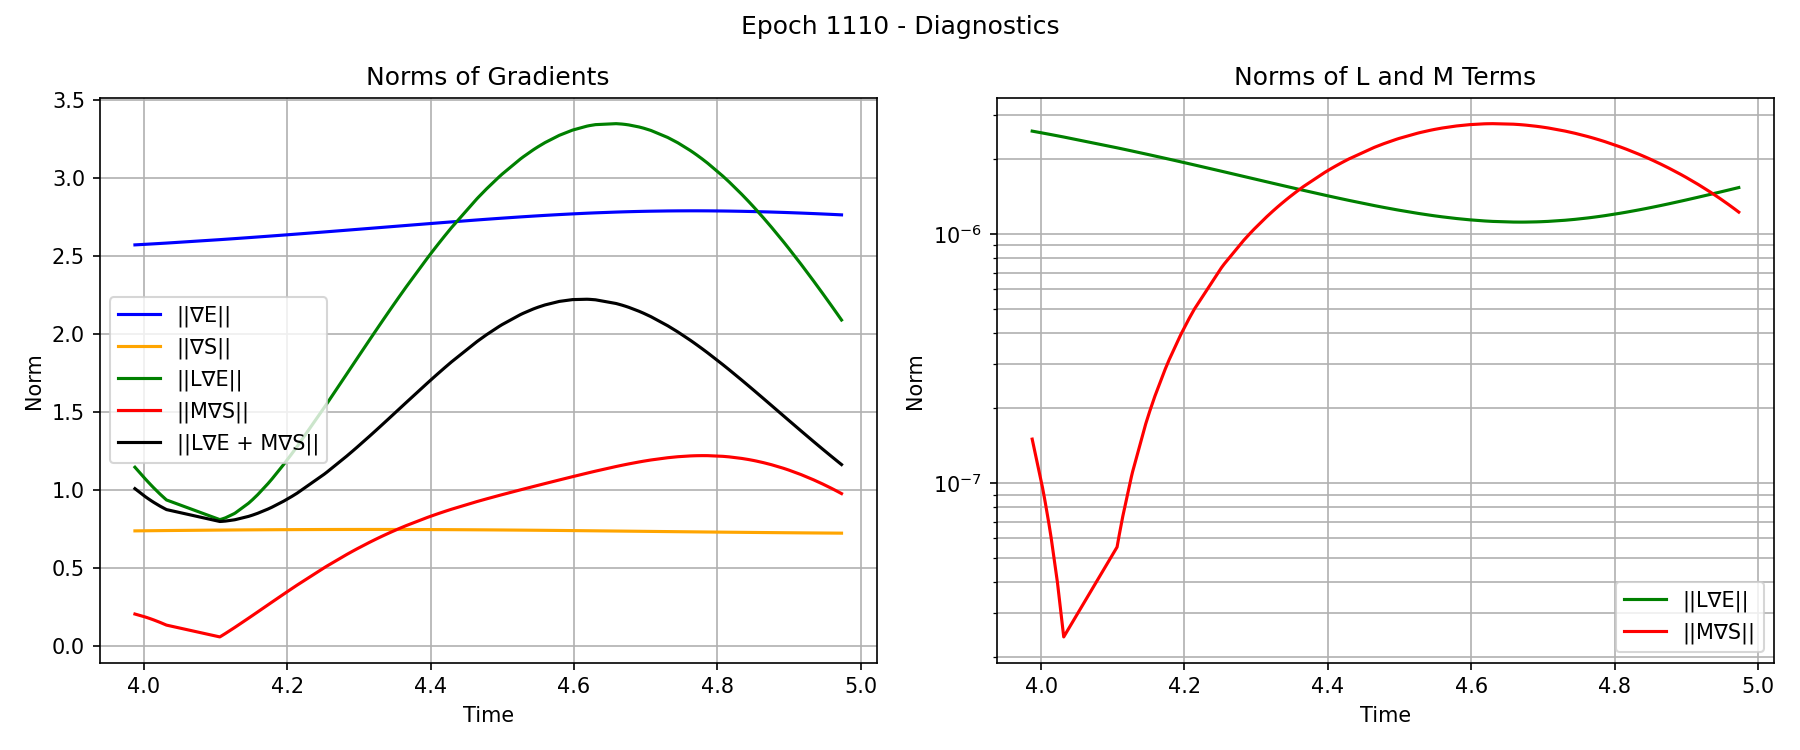 Epoch 1110 - Diagnostics
Norms of Gradients
3.5
3.0
2.5
2.0
1.5
1.0
0.5
0.0
Norm
||∇E||
||∇S||
||L∇E||
||M∇S||
||L∇E + M∇S||
4.0 4.2 4.4 4.6 4.8 5.0
Time
Norms of L and M Terms
10⁻⁶
10⁻⁷
Norm
||L∇E||
||M∇S||
4.0 4.2 4.4 4.6 4.8 5.0
Time